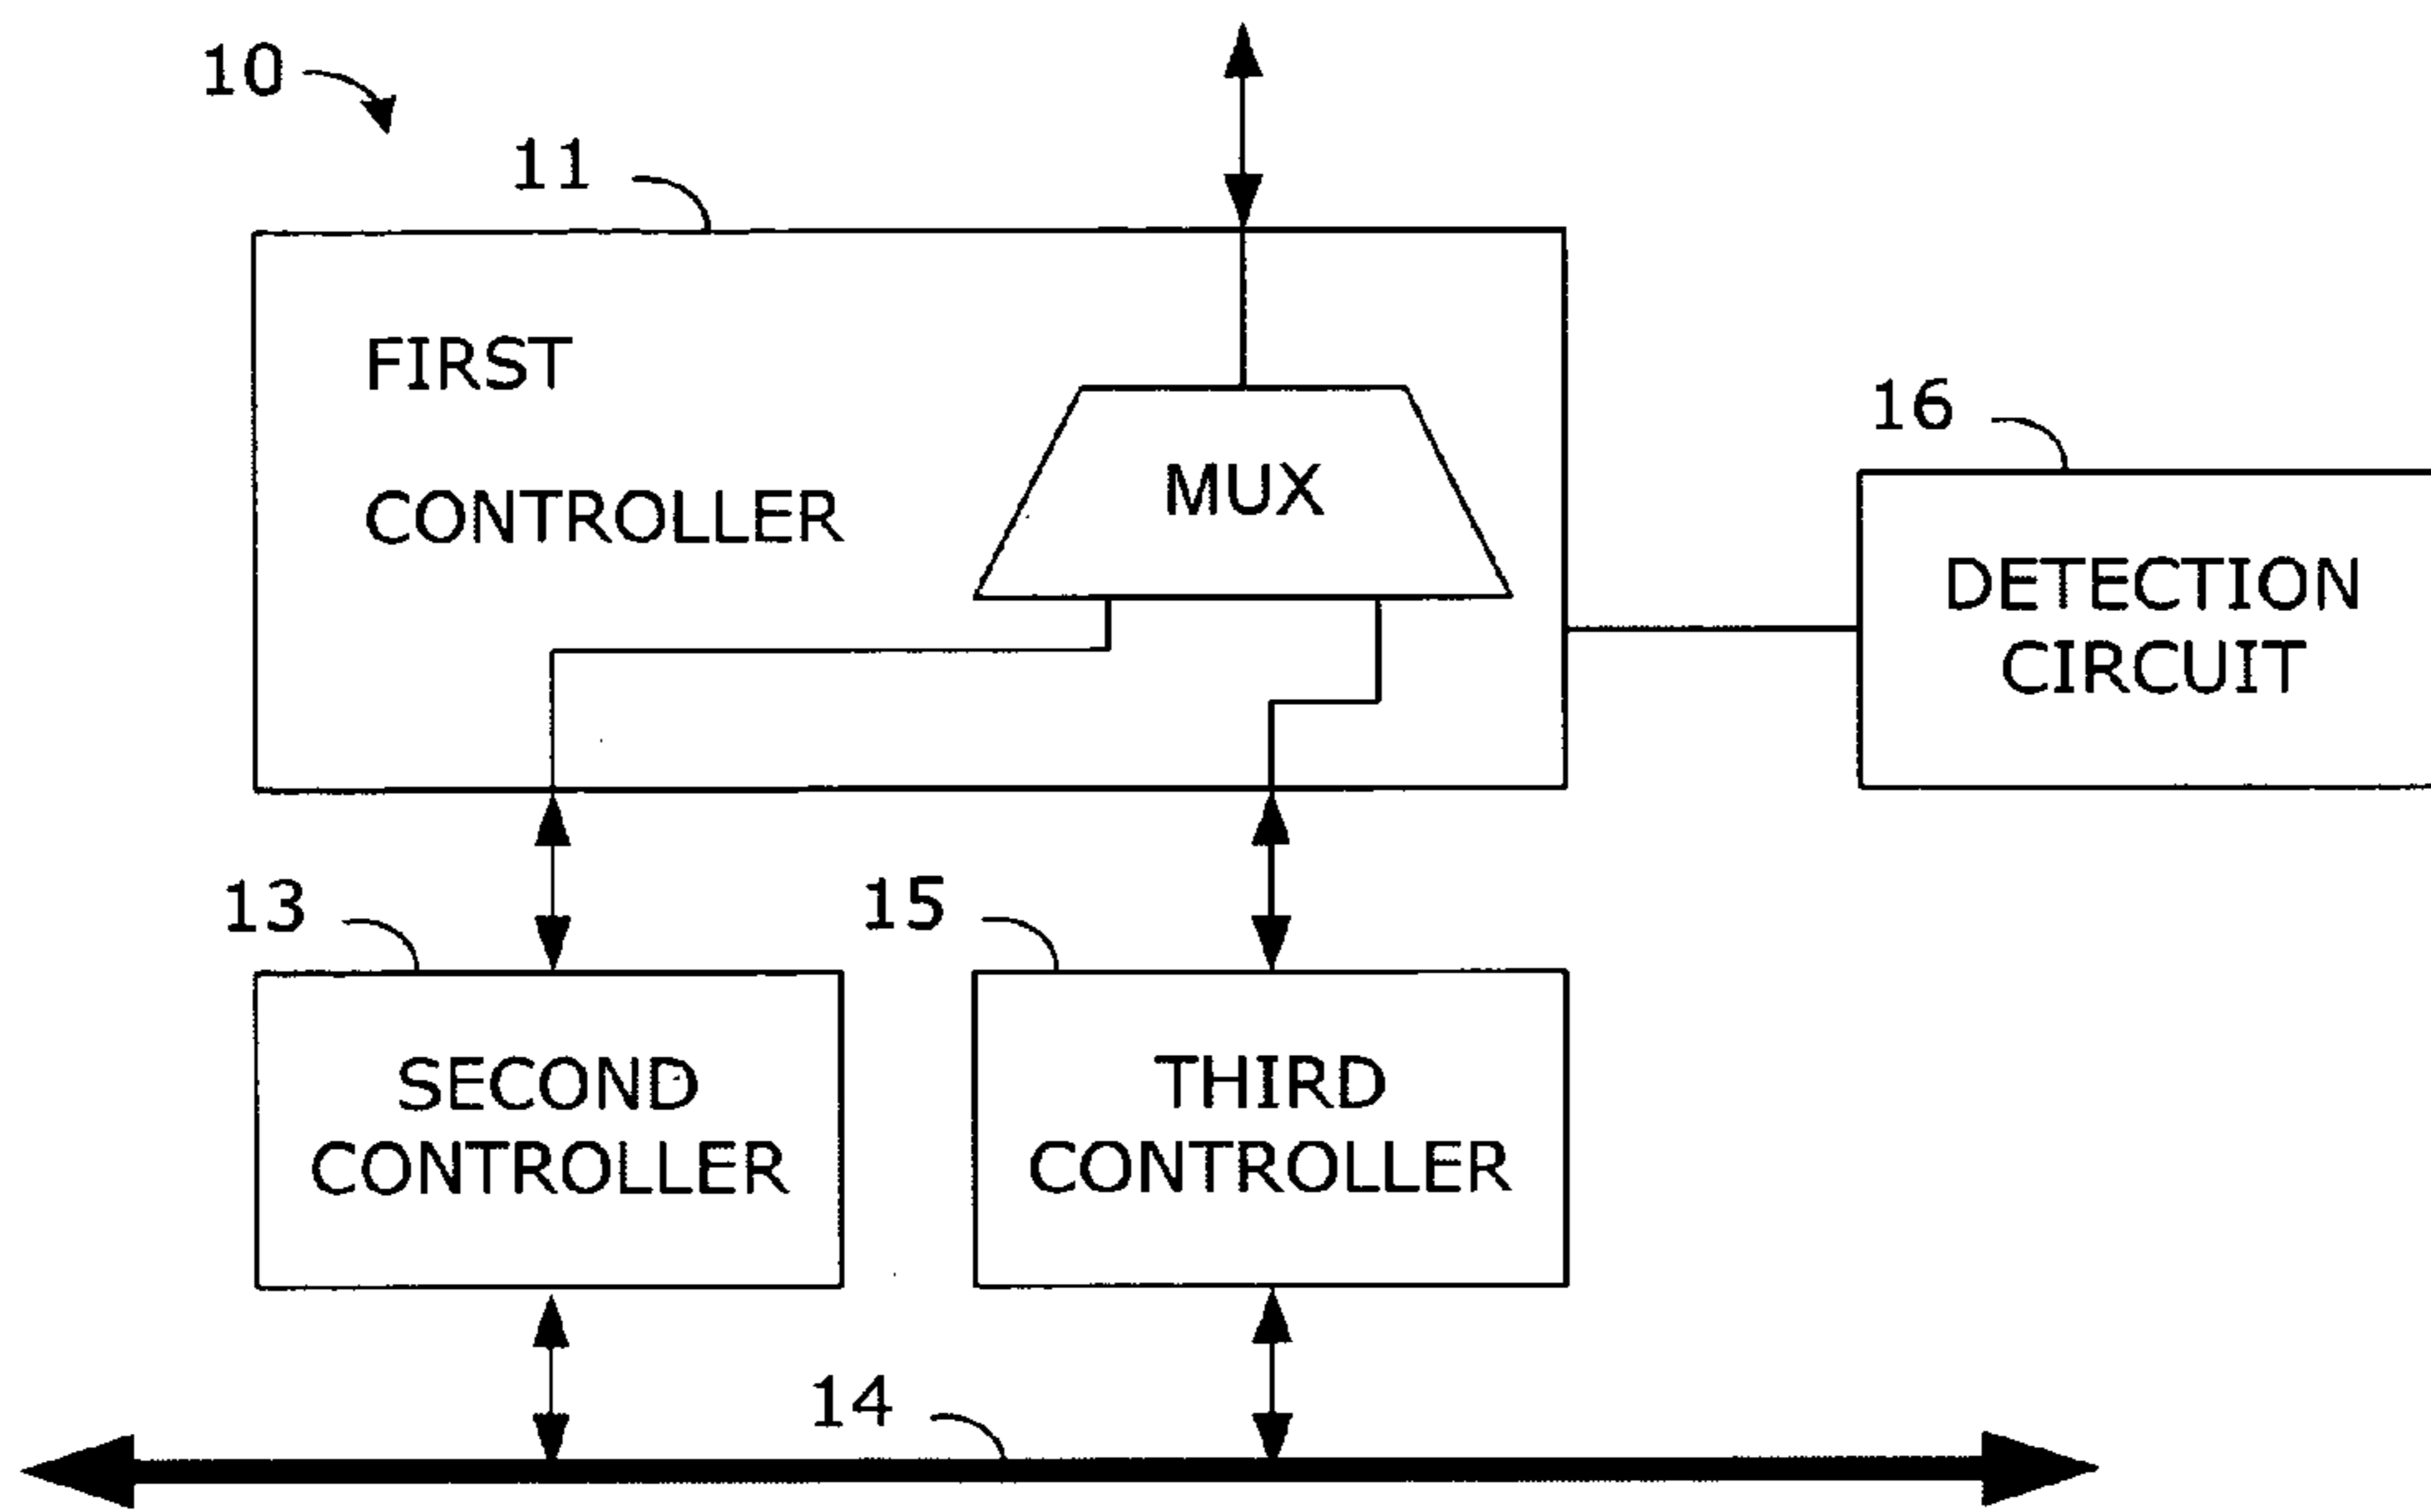 10
11
FIRST
CONTROLLER
MUX
16
DETECTION
CIRCUIT
13
15
SECOND
CONTROLLER
THIRD
CONTROLLER
14